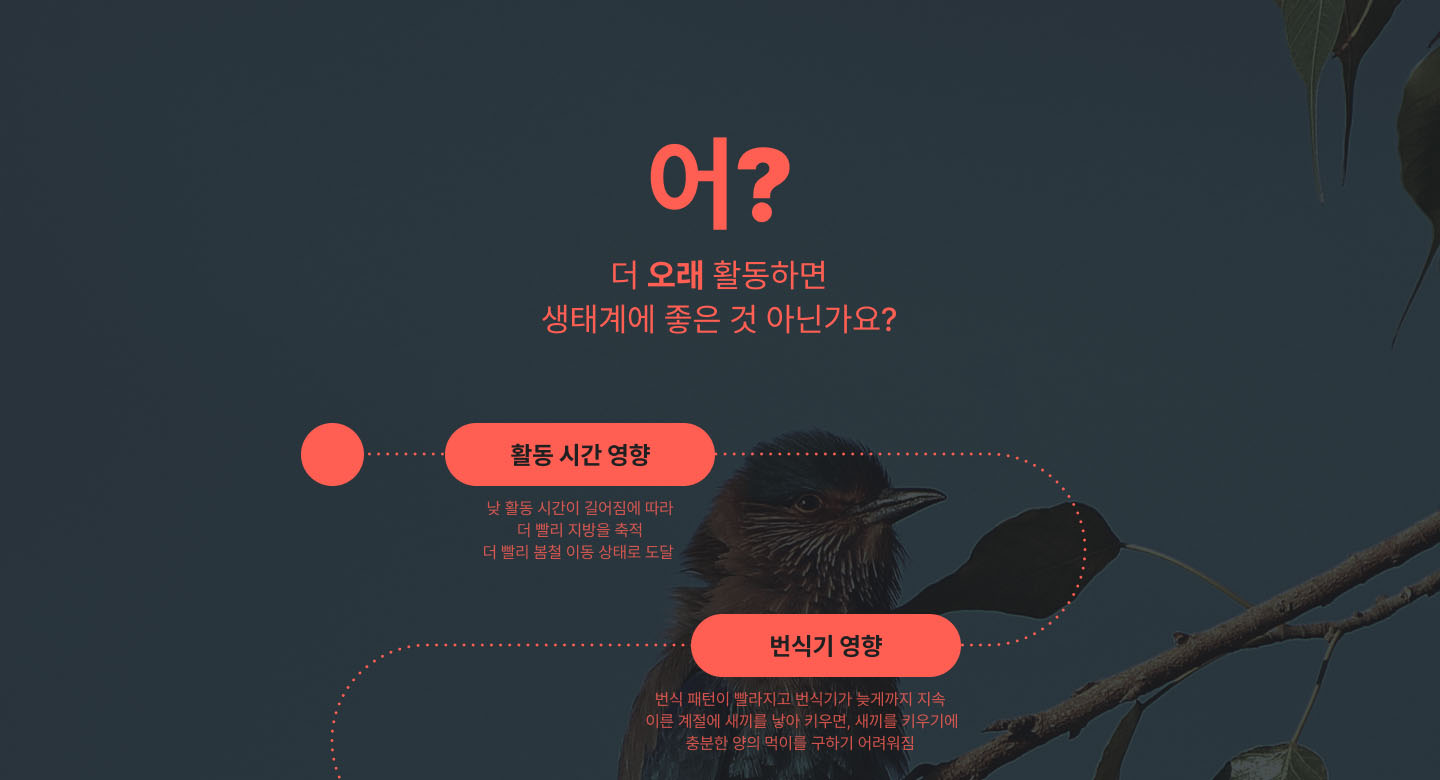 어?
더 오래 활동하면
생태계에 좋은 것 아닌가요?
활동 시간 영향
낮 활동 시간이 길어짐에 따라
더 빨리 지방을 축적
더 빨리 봄철 이동 상태로 도달
번식기 영향
번식 패턴이 빨라지고 번식기가 늦게까지 지속
이른 계절에 새끼를 낳아 키우면, 새끼를 키우기에
충분한 양의 먹이를 구하기 어려워짐